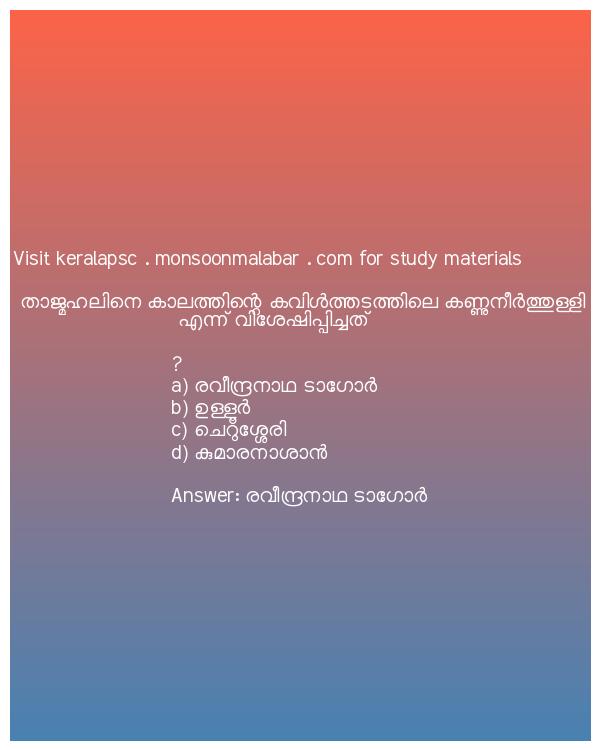 Visit keralapsc . monsoonmalabar . com for study materials
താജ്മഹലിനെ കാലത്തിന്റെ കവിൾത്തടത്തിലെ കണ്ണുനീർത്തുള്ളി
എന്ന് വിശേഷിപ്പിച്ചത്
?
a) രവീന്ദ്രനാഥ ടാഗോർ
b) ഉള്ളൂർ
c) ചെറുശ്ശേരി
d) കുമാരനാശാൻ
Answer: രവീന്ദ്രനാഥ ടാഗോർ